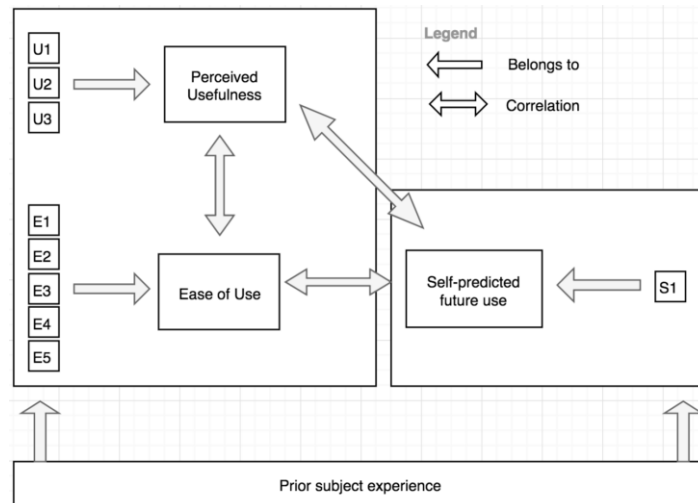 U1
U2
U3
Perceived
Usefulness
Legend
Belongs to
Correlation
E1
E2
E3
E4
E5
Ease of Use
Self-predicted
future use
S1
Prior subject experience